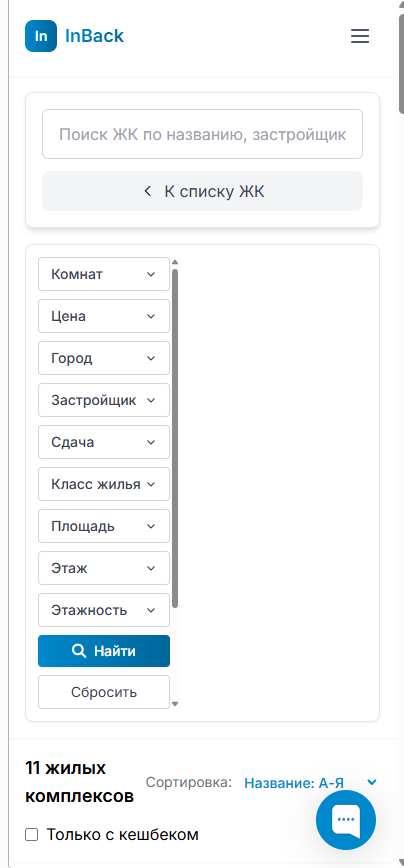 In InBack
Поиск ЖК по названию, застройщик
К списку ЖК
Комнат
Цена
Город
Застройщик
Сдача
Класс жилья
Площадь
Этаж
Этажность
Найти
Сбросить
11 жилых
комплексов
Сортировка: Название: А-Я
Только с кешбеком